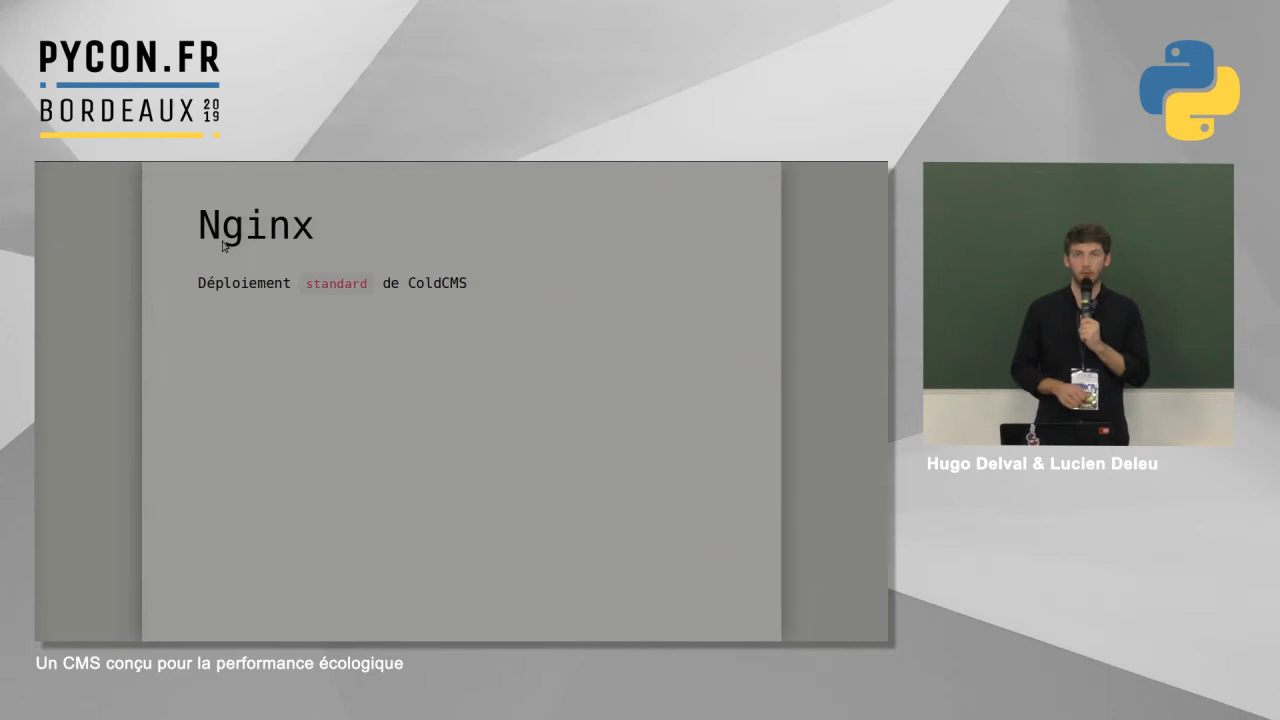 PYCON.FR
BORDEAUX 2019
Nginx
Déploiement standard de ColdCMS
Hugo Delval & Lucien Deleu
Un CMS conçu pour la performance écologique